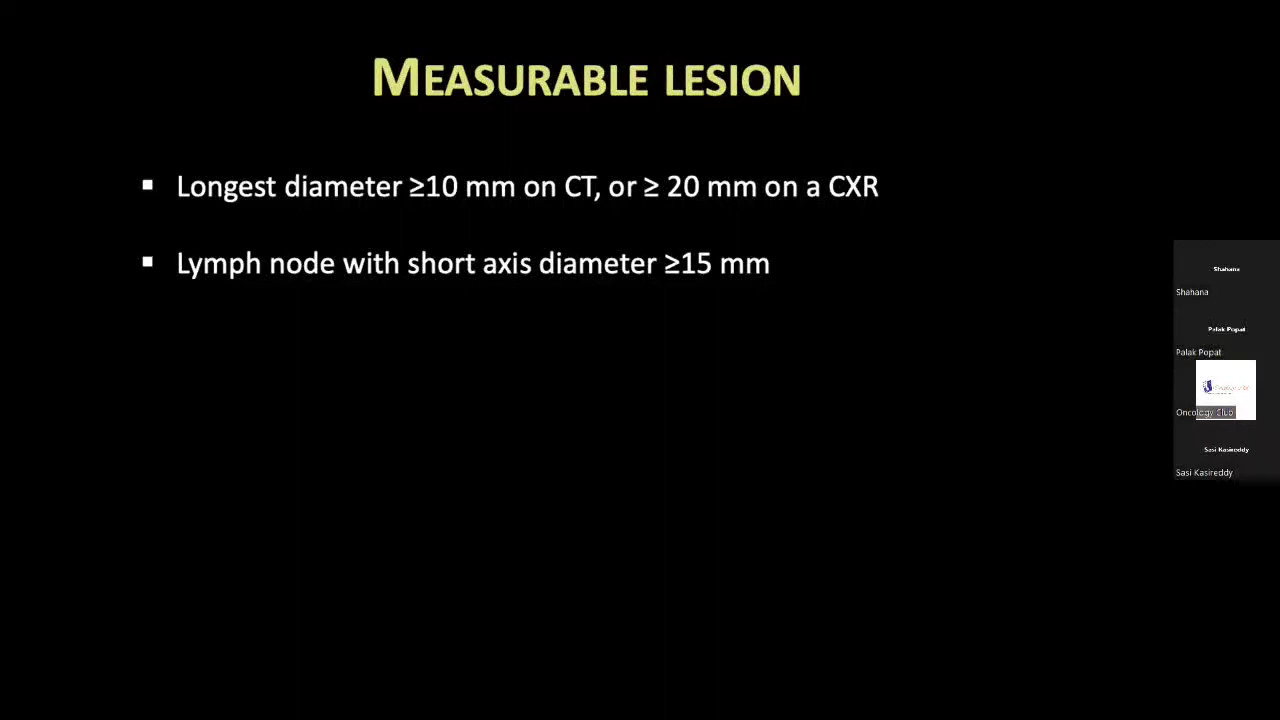 MEASURABLE LESION
▪ Longest diameter ≥10 mm on CT, or ≥ 20 mm on a CXR
▪ Lymph node with short axis diameter ≥15 mm
Shahana
Shahana
Palak Popat
Palak Popat
Oncology Club
Sasi Kasireddy
Sasi Kasireddy